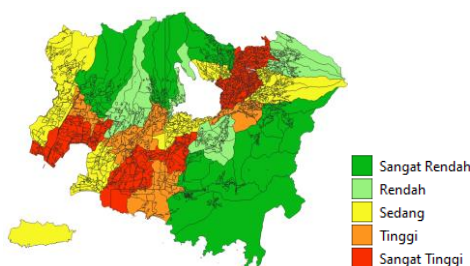 Sangat Rendah
Rendah
Sedang
Tinggi
Sangat Tinggi